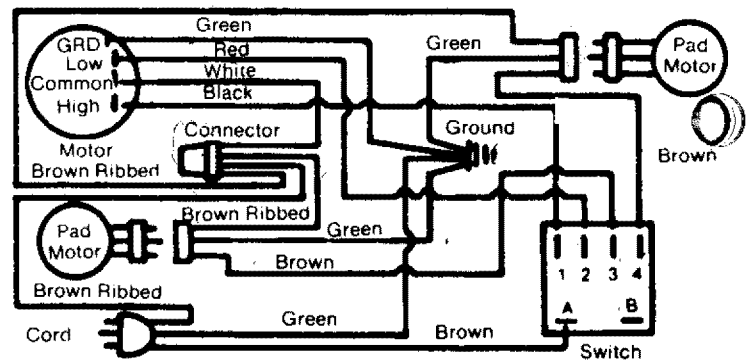 Green
GRD
Red
Low
White
Common
Black
High
Motor
Connector
Brown Ribbed
Green
Pad
Motor
Ground
Brown
Brown Ribbed
Pad
Motor
Green
Brown
Brown Ribbed
1 2 3 4
A B
Cord
Green
Brown
Switch